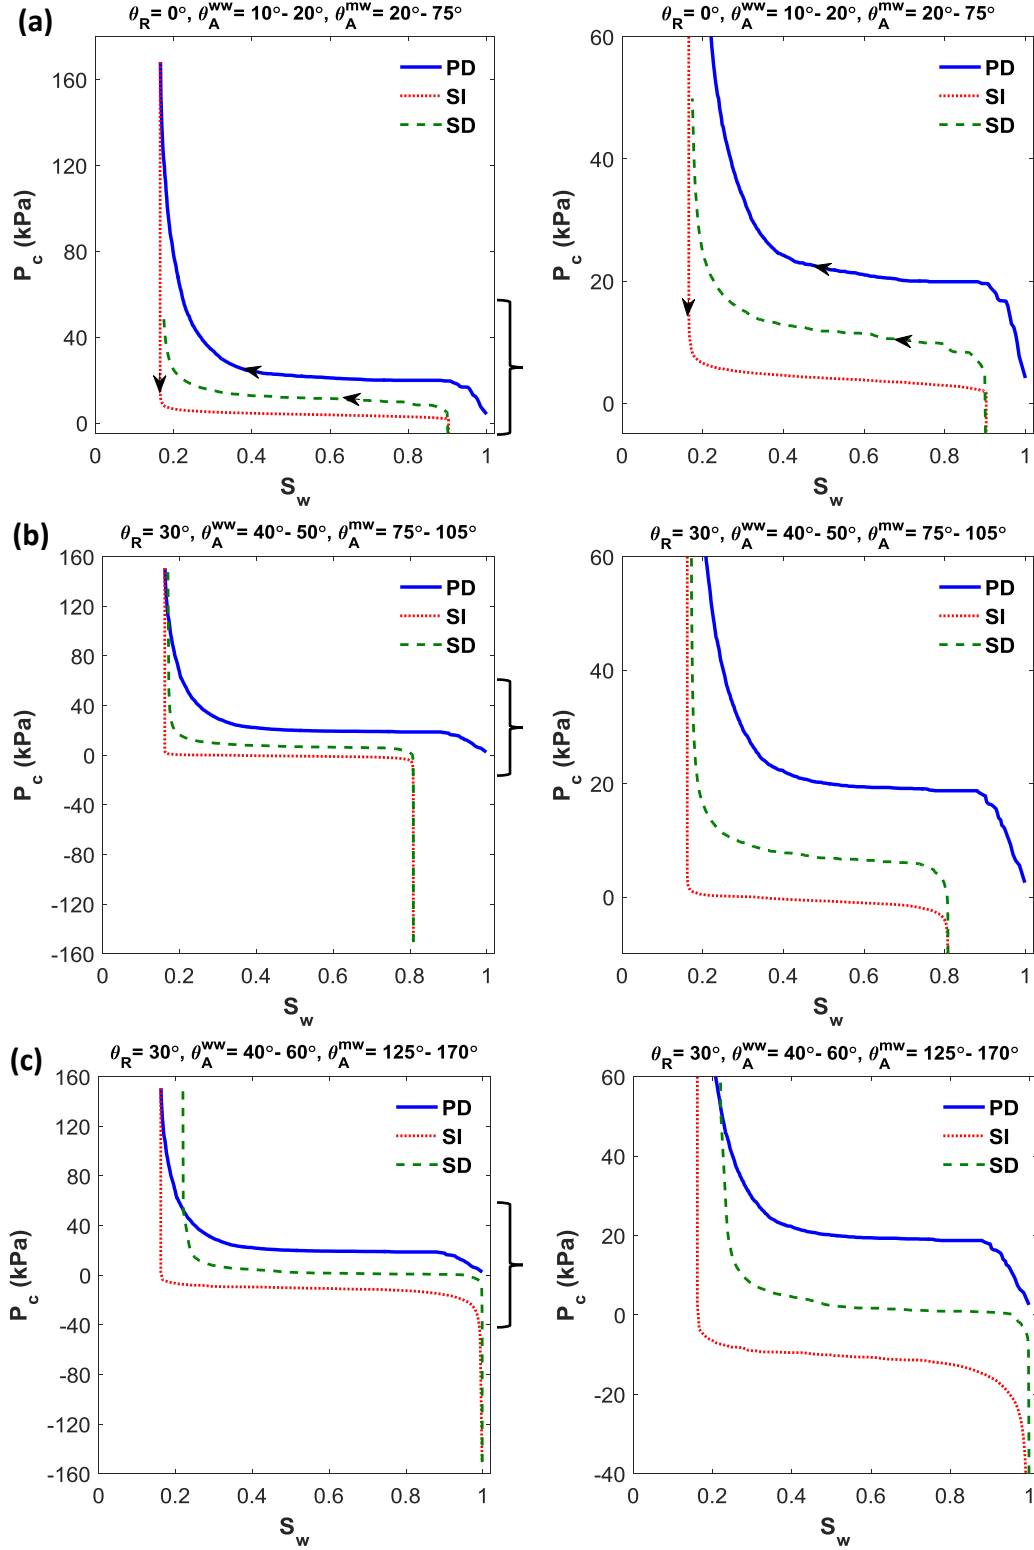 (a)
θR = 0°, θAww = 10°- 20°, θAmw = 20°- 75°
160
120
80
40
0
Pc (kPa)
PD
SI
SD
0 0.2 0.4 0.6 0.8 1
Sw
θR = 0°, θAww = 10°- 20°, θAmw = 20°- 75°
60
40
20
0
Pc (kPa)
PD
SI
SD
0 0.2 0.4 0.6 0.8 1
Sw
(b)
θR = 30°, θAww = 40°- 50°, θAmw = 75°- 105°
160
120
80
40
0
-40
-80
-120
-160
Pc (kPa)
PD
SI
SD
0 0.2 0.4 0.6 0.8 1
Sw
θR = 30°, θAww = 40°- 50°, θAmw = 75°- 105°
60
40
20
0
Pc (kPa)
PD
SI
SD
0 0.2 0.4 0.6 0.8 1
Sw
(c)
θR = 30°, θAww = 40°- 60°, θAmw = 125°- 170°
160
120
80
40
0
-40
-80
-120
-160
Pc (kPa)
PD
SI
SD
0 0.2 0.4 0.6 0.8 1
Sw
θR = 30°, θAww = 40°- 60°, θAmw = 125°- 170°
60
40
20
0
-20
-40
Pc (kPa)
PD
SI
SD
0 0.2 0.4 0.6 0.8 1
Sw